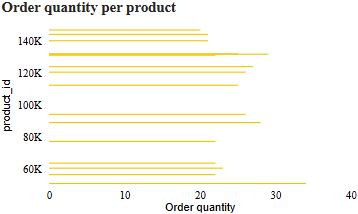 Order quantity per product
140K
120K
100K
80K
60K
product_id
0 10 20 30 40
Order quantity